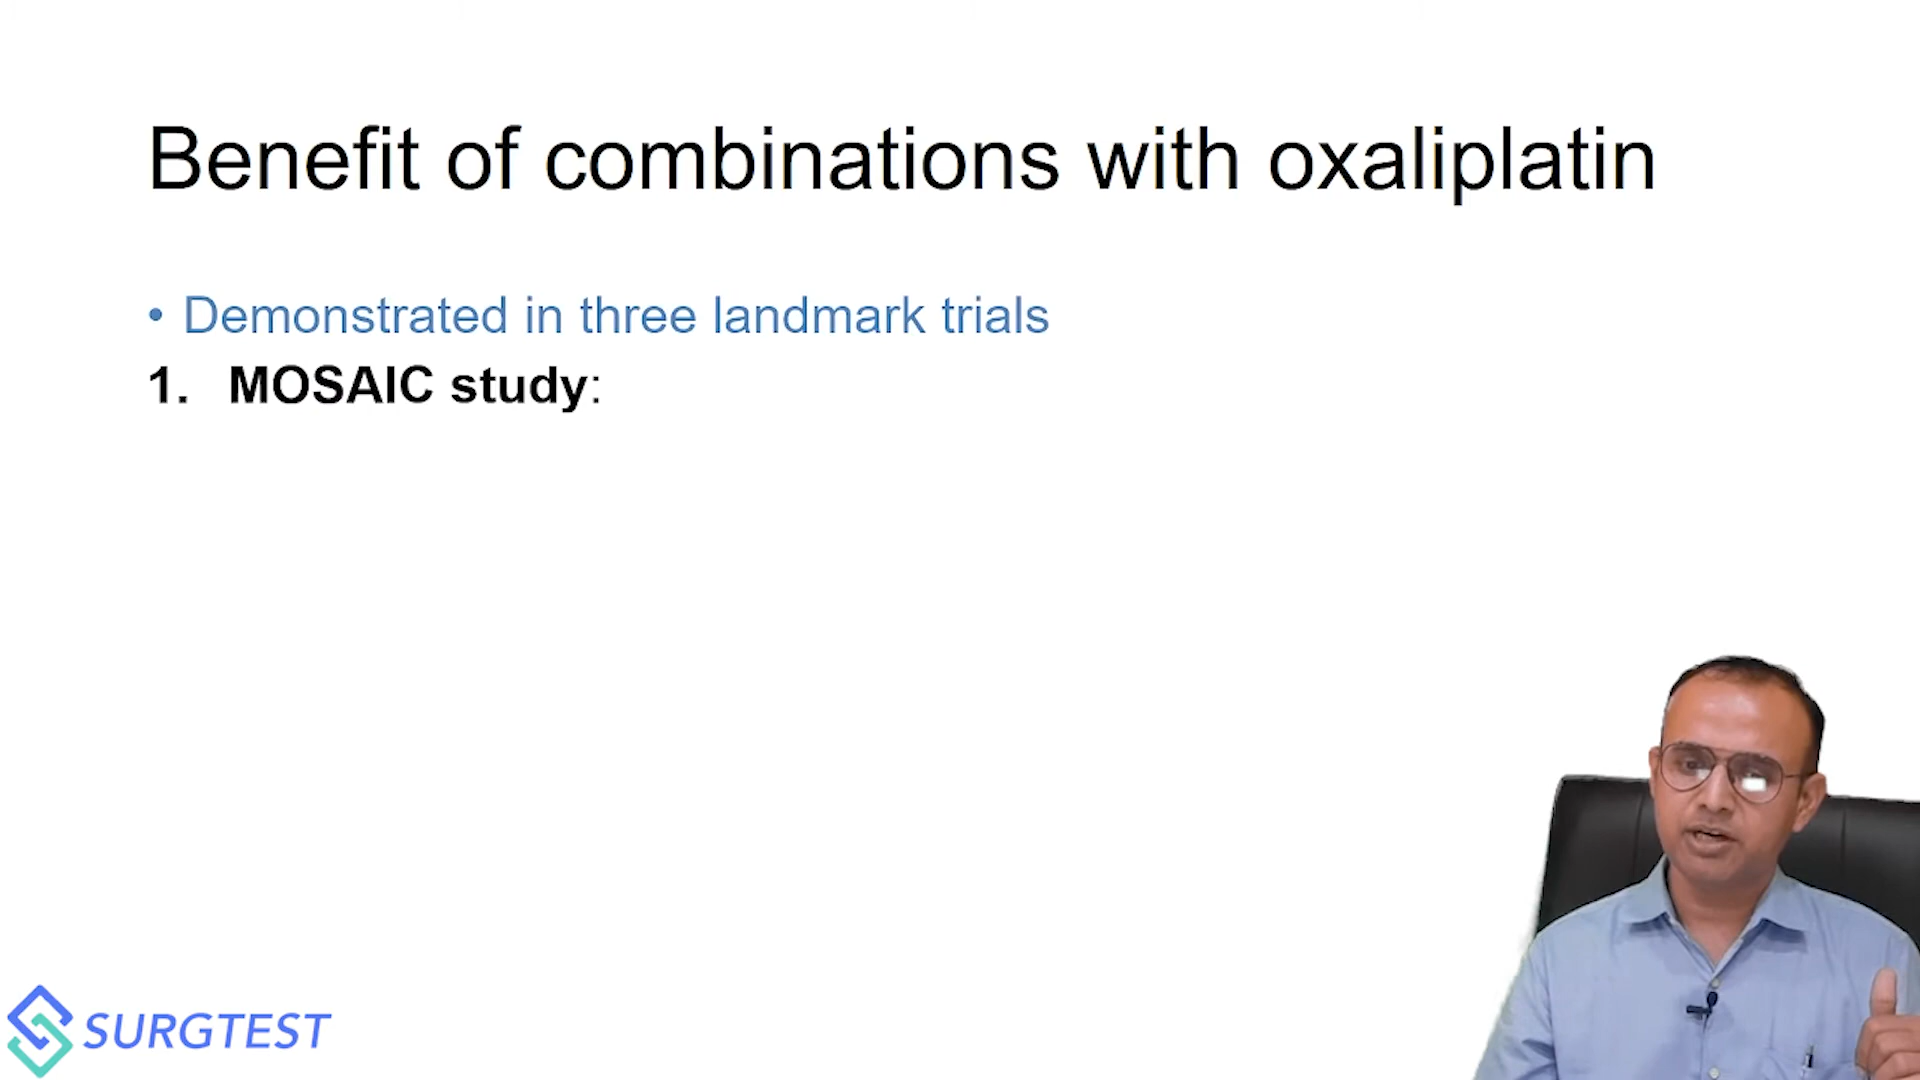 Benefit of combinations with oxaliplatin
• Demonstrated in three landmark trials
1. MOSAIC study:
SURGTEST